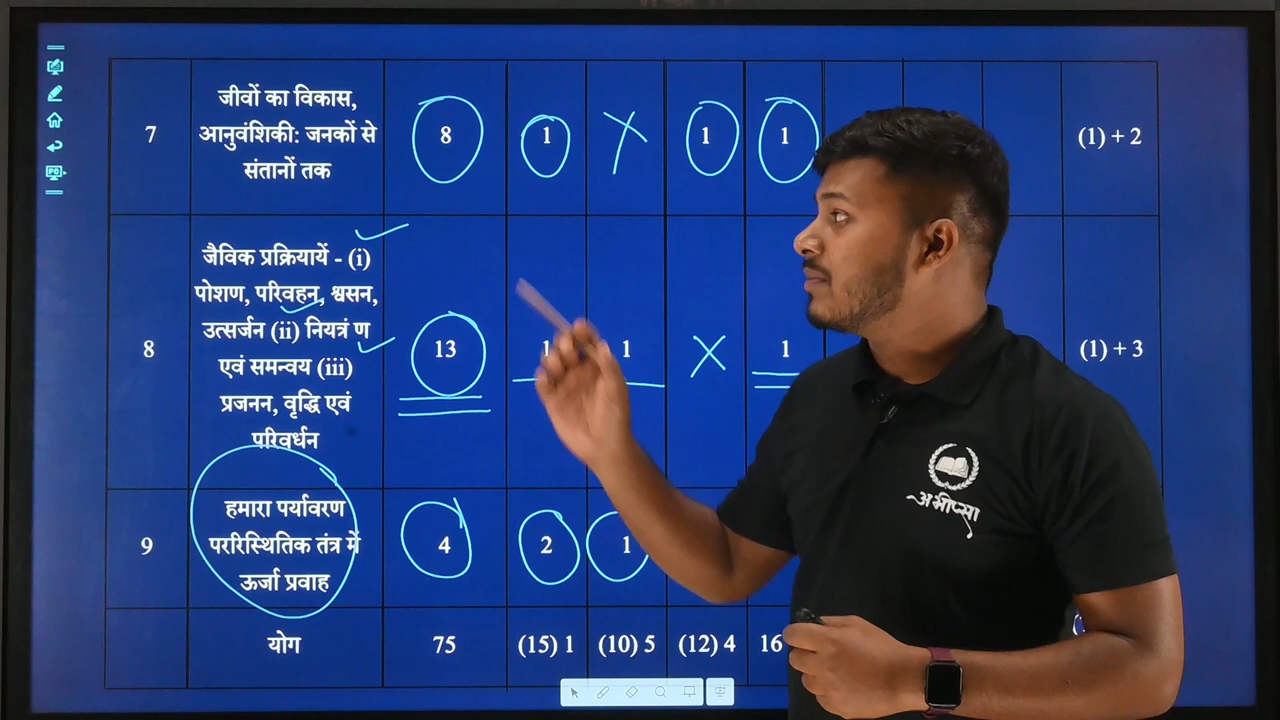 7
जीवों का विकास,
आनुवंशिकी: जनकों से
संतानों तक
8
1
X
1
1
(1) + 2
8
जैविक प्रक्रियायें - (i)
पोशण, परिवहन, श्वसन,
उत्सर्जन (ii) नियत्रं ण
एवं समन्वय (iii)
प्रजनन, वृद्धि एवं
परिवर्धन
13
1
1
X
1
(1) + 3
9
हमारा पर्यावरण
पररिस्थितिक तंत्र में
ऊर्जा प्रवाह
4
2
1
योग
75
(15) 1
(10) 5
(12) 4
16
अभीप्सा